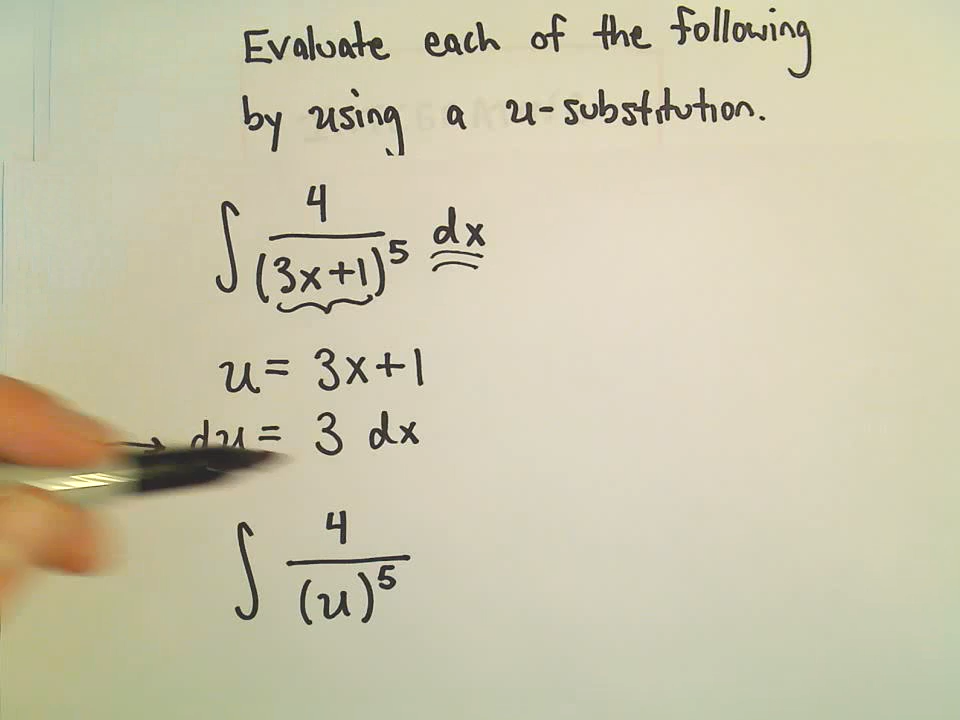 Evaluate each of the following
by using a u-substitution.
∫ 4/(3x+1)^5 dx
u = 3x+1
→ du = 3 dx
∫ 4/(u)^5